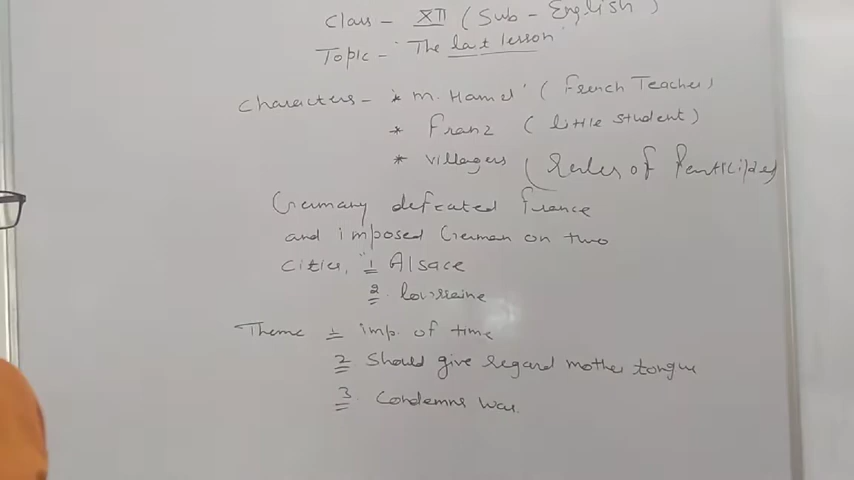 Class - XII (Sub - English)
Topic - "The last lesson"
Characters - * M. Hamel (French Teacher)
* Franz (little student)
* villagers (Rules of Participles)
Germany defeated France
and imposed German on two
cities, 1 Alsace
2. Lorraine
Theme 1 imp. of time
2 Should give regard mother tongue
3. Condemns war.